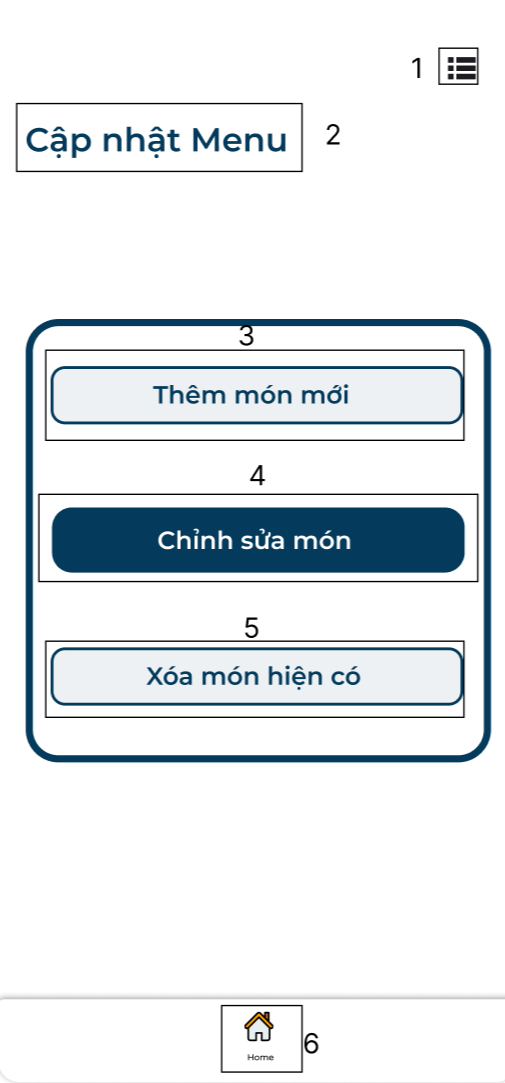 1
Cập nhật Menu 2
3
Thêm món mới
4
Chỉnh sửa món
5
Xóa món hiện có
Home 6